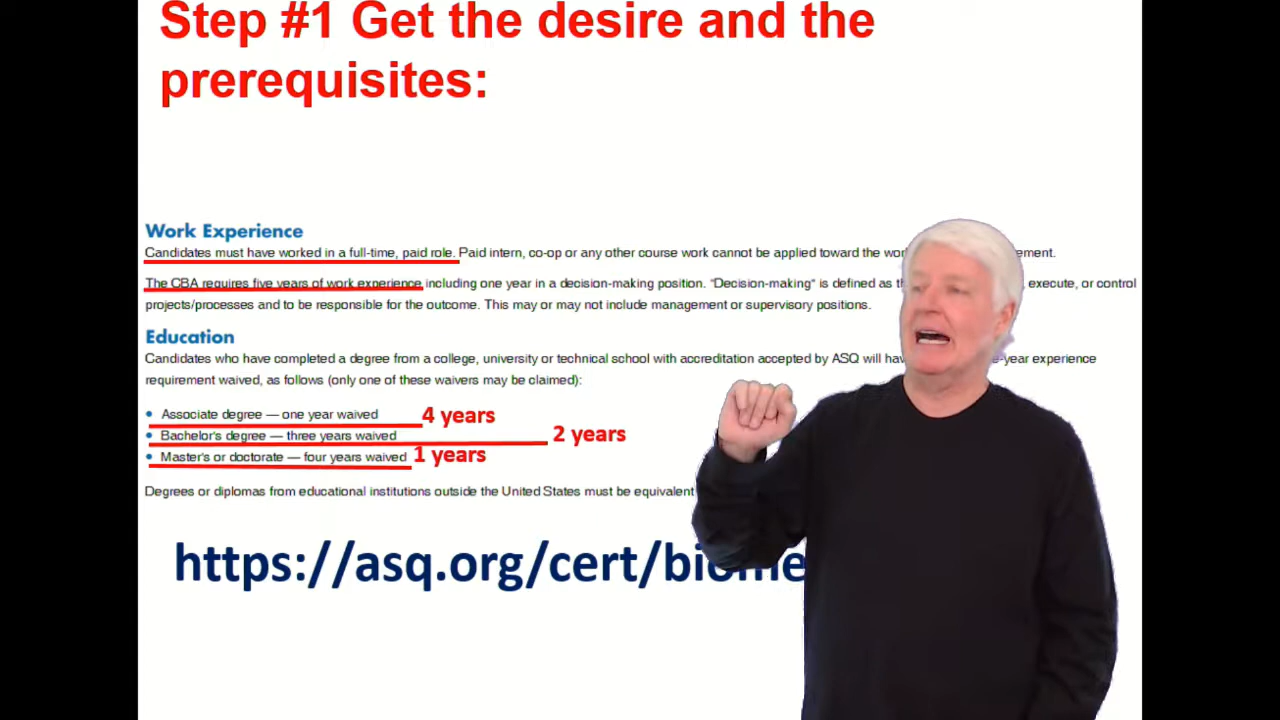 Step #1 Get the desire and the
prerequisites:
Work Experience
Candidates must have worked in a full-time, paid role. Paid intern, co-op or any other course work cannot be applied toward the
The CBA requires five years of work experience including one year in a decision-making position. "Decision-making" is defined as execute, or control
projects/processes and to be responsible for the outcome. This may or may not include management or supervisory positions.
Education
Candidates who have completed a degree from a college, university or technical school with accreditation accepted by ASQ will experience
requirement waived, as follows (only one of these waivers may be claimed):
• Associate degree — one year waived 4 years
• Bachelor's degree — three years waived 2 years
• Master's or doctorate — four years waived 1 years
Degrees or diplomas from educational institutions outside the United States must be equivalent
https://asq.org/cert/biome